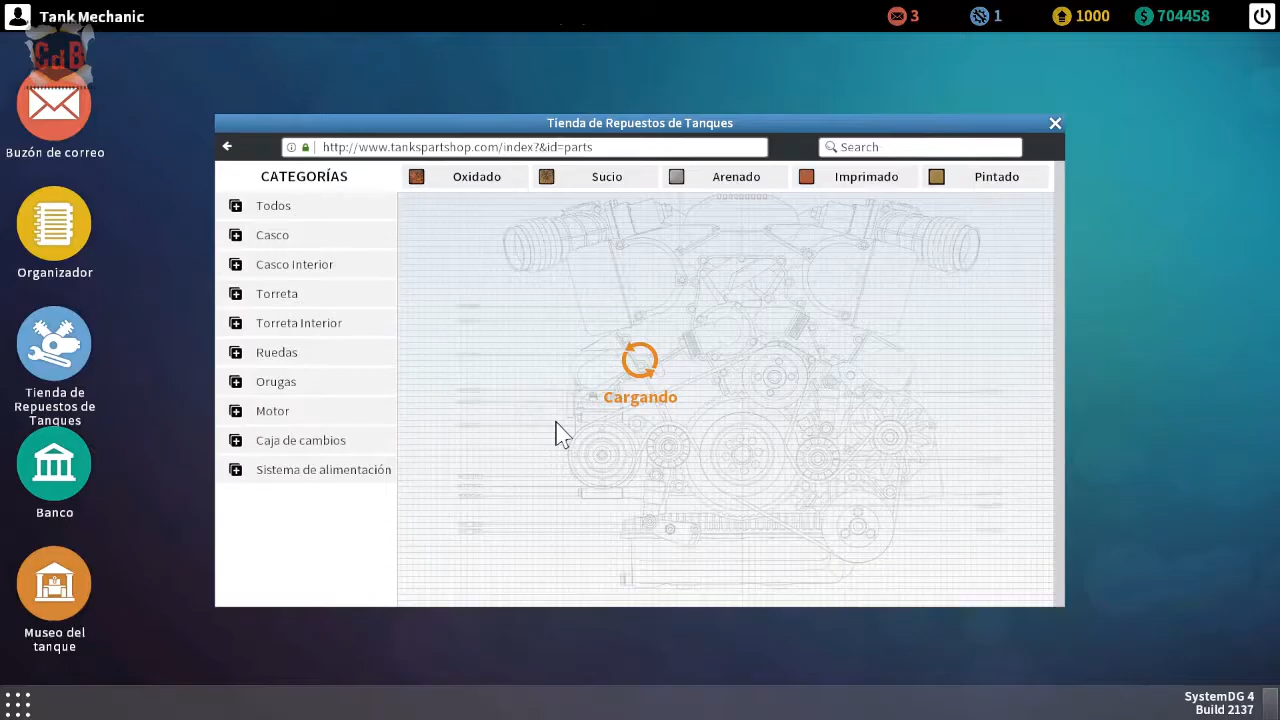 Tank Mechanic
3
1
1000
704458
CdB
Buzón de correo
Organizador
Tienda de
Repuestos de
Tanques
Banco
Museo del
tanque
Tienda de Repuestos de Tanques
http://www.tankspartshop.com/index?&id=parts
Search
CATEGORÍAS
Oxidado
Sucio
Arenado
Imprimado
Pintado
Todos
Casco
Casco Interior
Torreta
Torreta Interior
Ruedas
Orugas
Motor
Caja de cambios
Sistema de alimentación
Cargando
SystemDG 4
Build 2137